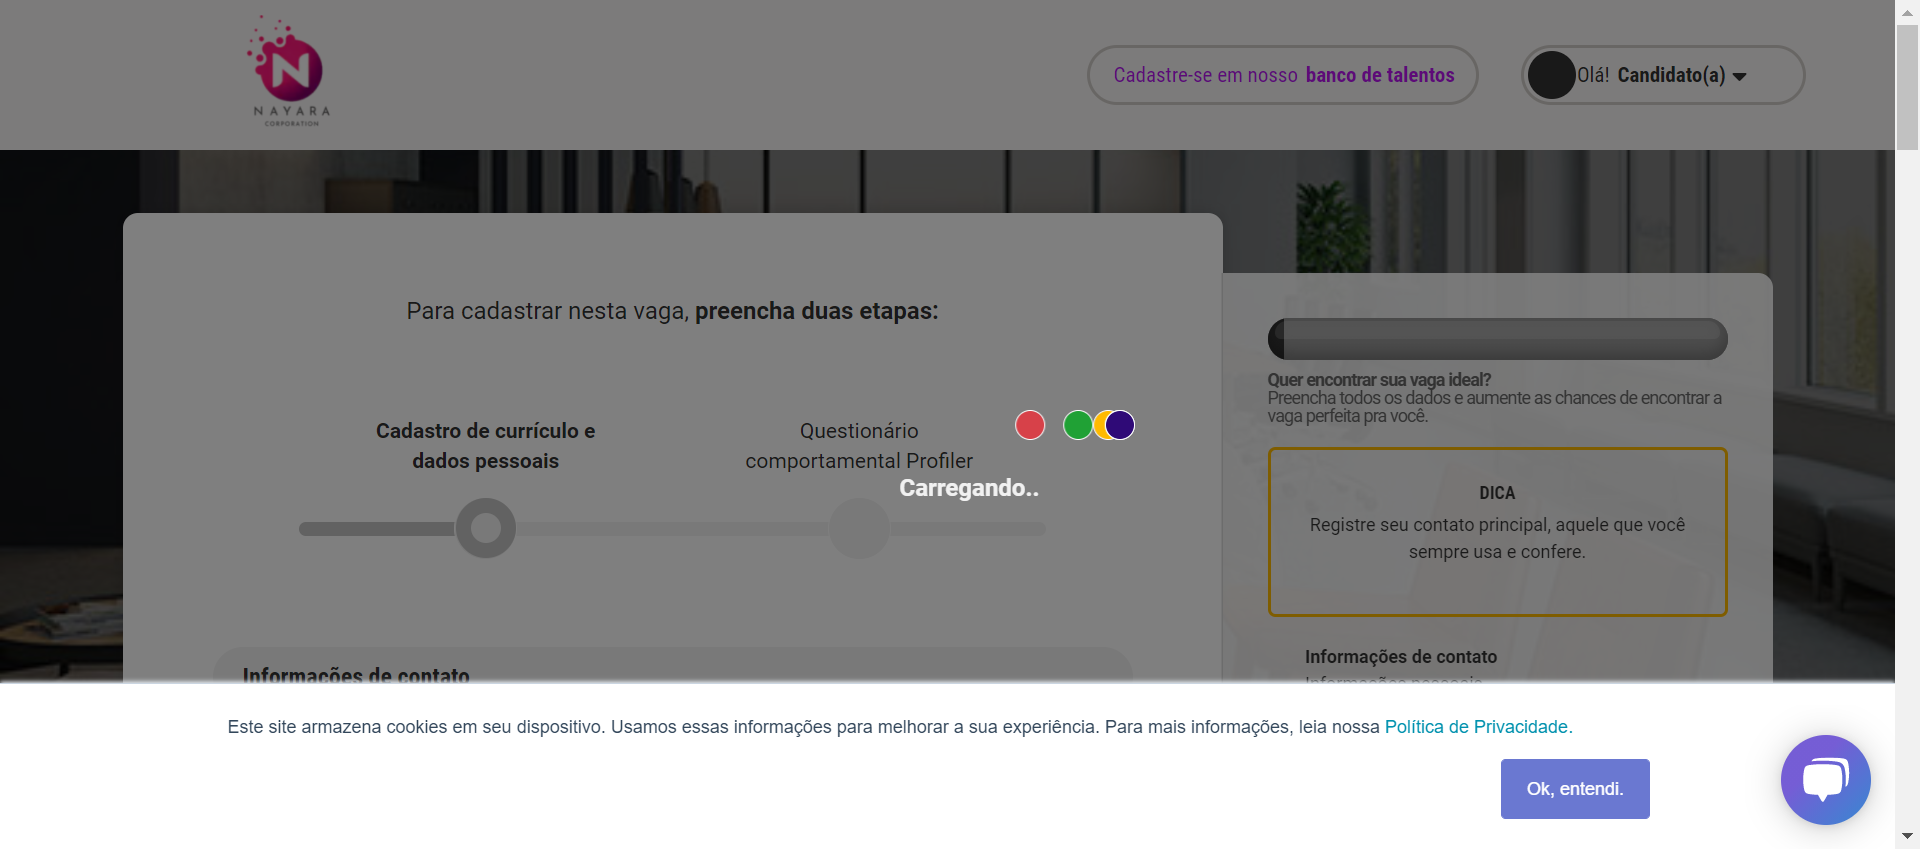 NAYARA
CORPORATION
Cadastre-se em nosso banco de talentos
Olá! Candidato(a)
Para cadastrar nesta vaga, preencha duas etapas:
Cadastro de currículo e
dados pessoais
Questionário
comportamental Profiler
Carregando..
Informações de contato
Quer encontrar sua vaga ideal?
Preencha todos os dados e aumente as chances de encontrar a
vaga perfeita pra você.
DICA
Registre seu contato principal, aquele que você
sempre usa e confere.
Informações de contato
Informações pessoais
Este site armazena cookies em seu dispositivo. Usamos essas informações para melhorar a sua experiência. Para mais informações, leia nossa Política de Privacidade.
Ok, entendi.